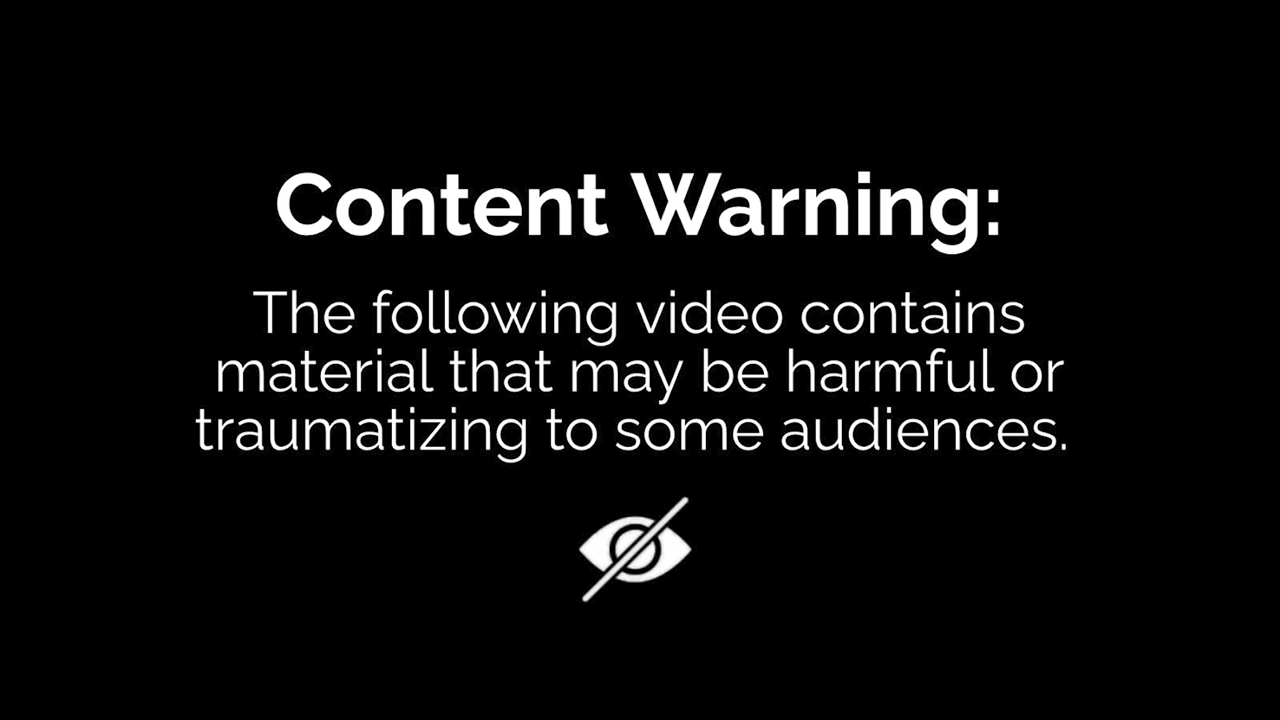 Content Warning:
The following video contains
material that may be harmful or
traumatizing to some audiences.